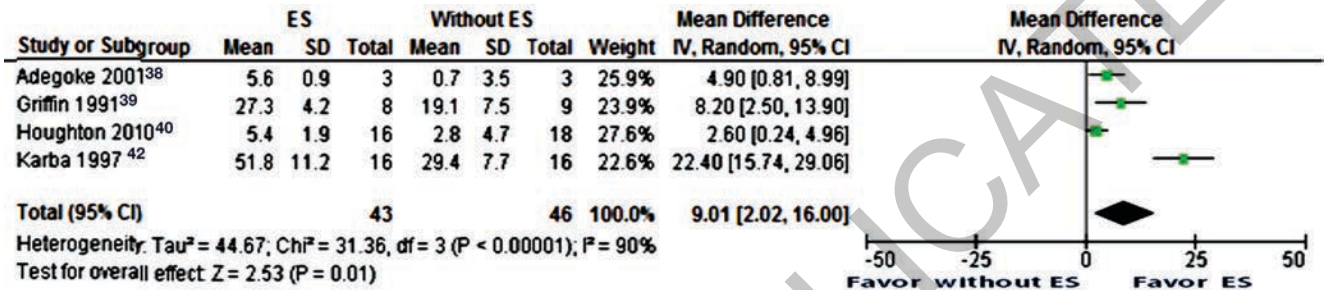 ES Without ES Mean Difference Mean Difference
Study or Subgroup Mean SD Total Mean SD Total Weight IV, Random, 95% CI IV, Random, 95% CI
Adegoke 2001³⁸ 5.6 0.9 3 0.7 3.5 3 25.9% 4.90 [0.81, 8.99]
Griffin 1991³⁹ 27.3 4.2 8 19.1 7.5 9 23.9% 8.20 [2.50, 13.90]
Houghton 2010⁴⁰ 5.4 1.9 16 2.8 4.7 18 27.6% 2.60 [0.24, 4.96]
Karba 1997 ⁴² 51.8 11.2 16 29.4 7.7 16 22.6% 22.40 [15.74, 29.06]
Total (95% CI) 43 46 100.0% 9.01 [2.02, 16.00]
Heterogeneity: Tau² = 44.67; Chi² = 31.36, df = 3 (P < 0.00001); I² = 90%
Test for overall effect Z = 2.53 (P = 0.01)
-50 -25 0 25 50
Favor without ES Favor ES